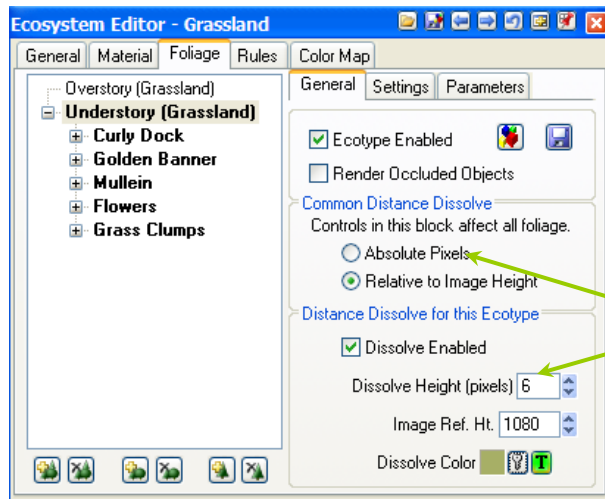 Ecosystem Editor - Grassland
General Material Foliage Rules Color Map
Overstory (Grassland)
Understory (Grassland)
Curly Dock
Golden Banner
Mullein
Flowers
Grass Clumps
General Settings Parameters
Ecotype Enabled
Render Occluded Objects
Common Distance Dissolve
Controls in this block affect all foliage.
Absolute Pixels
Relative to Image Height
Distance Dissolve for this Ecotype
Dissolve Enabled
Dissolve Height (pixels) 6
Image Ref. Ht. 1080
Dissolve Color T